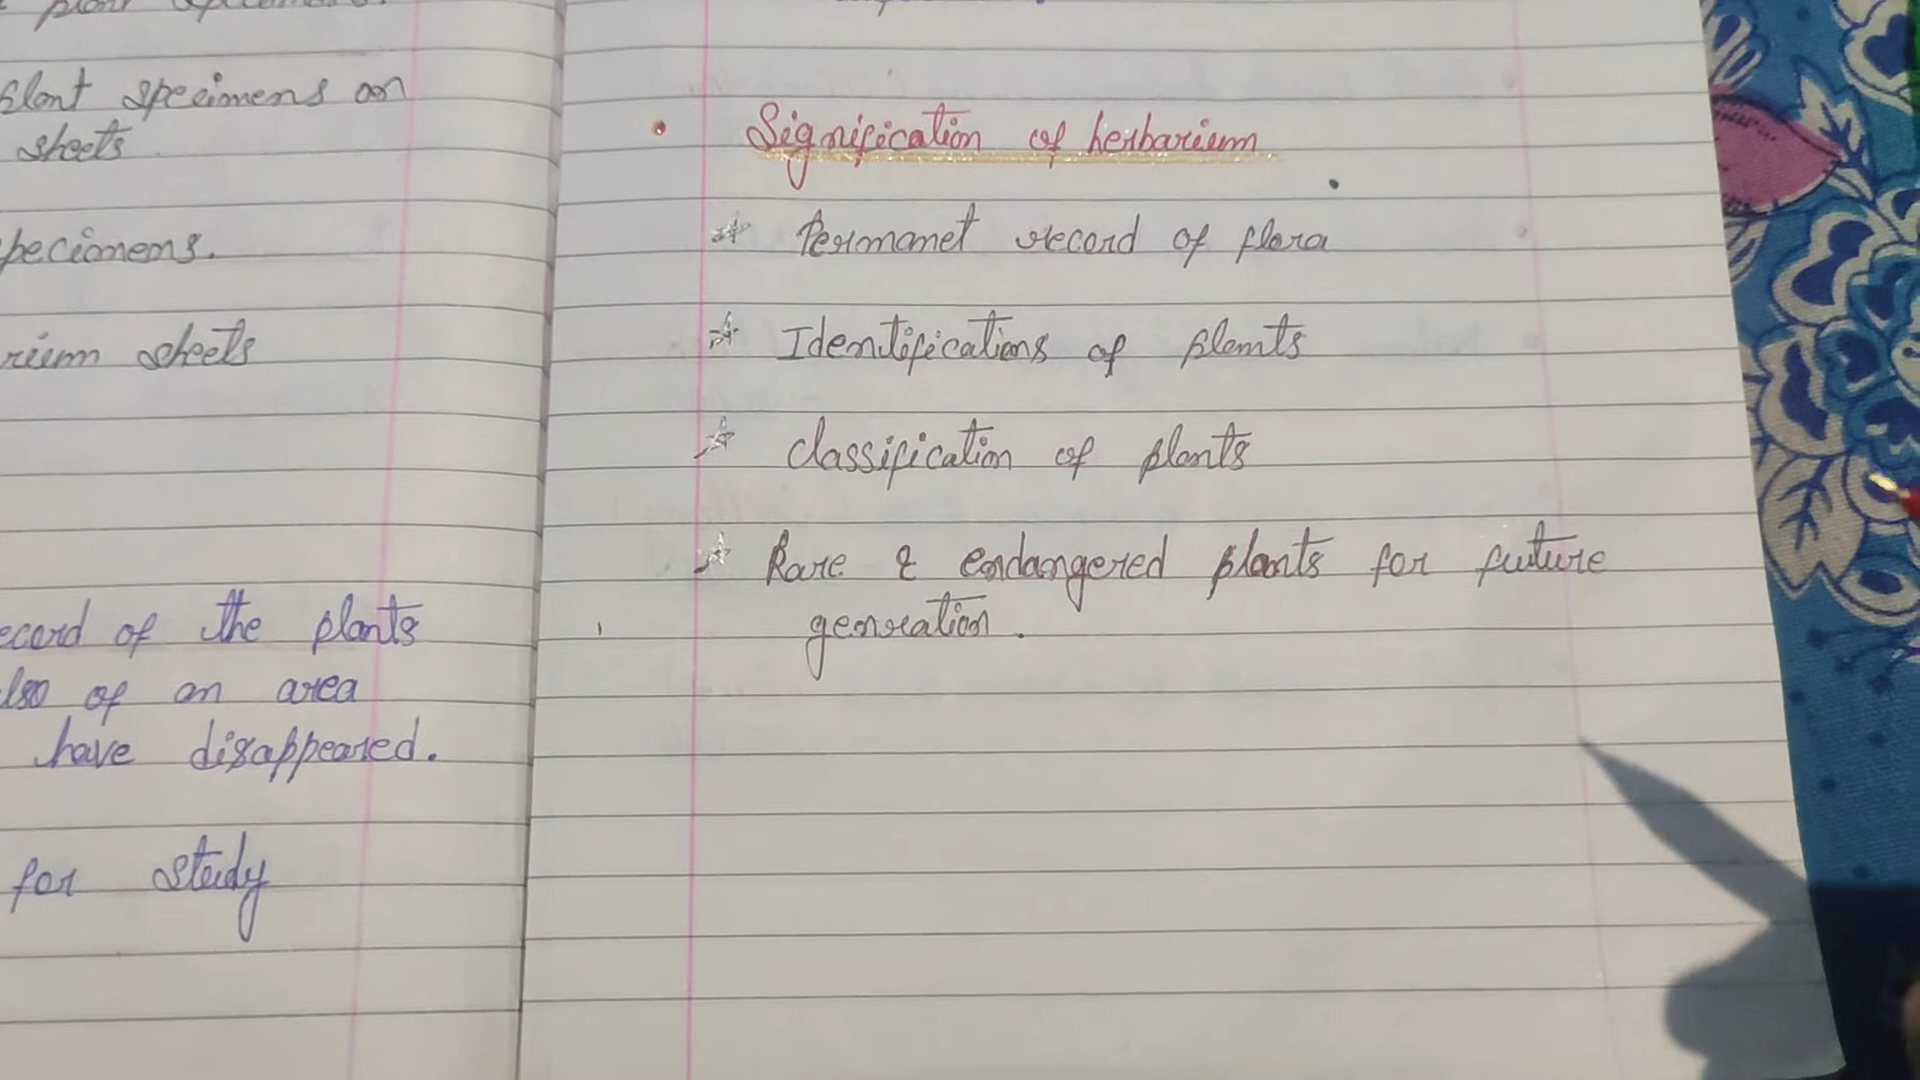 plant specimens on
sheets
pecimens.
rium sheets
ecord of the plants
lso of an area
have disappeared.
for study
• Signification of herbarium
Permanet record of flora
Identifications of plants
classification of plants
Rare & endangered plants for future
genration.